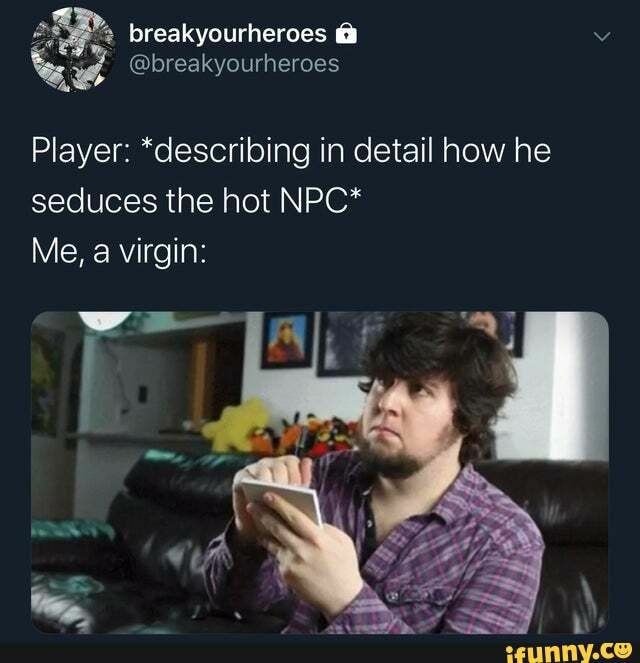 breakyourheroes
@breakyourheroes
Player: *describing in detail how he
seduces the hot NPC*
Me, a virgin:
ifunny.co